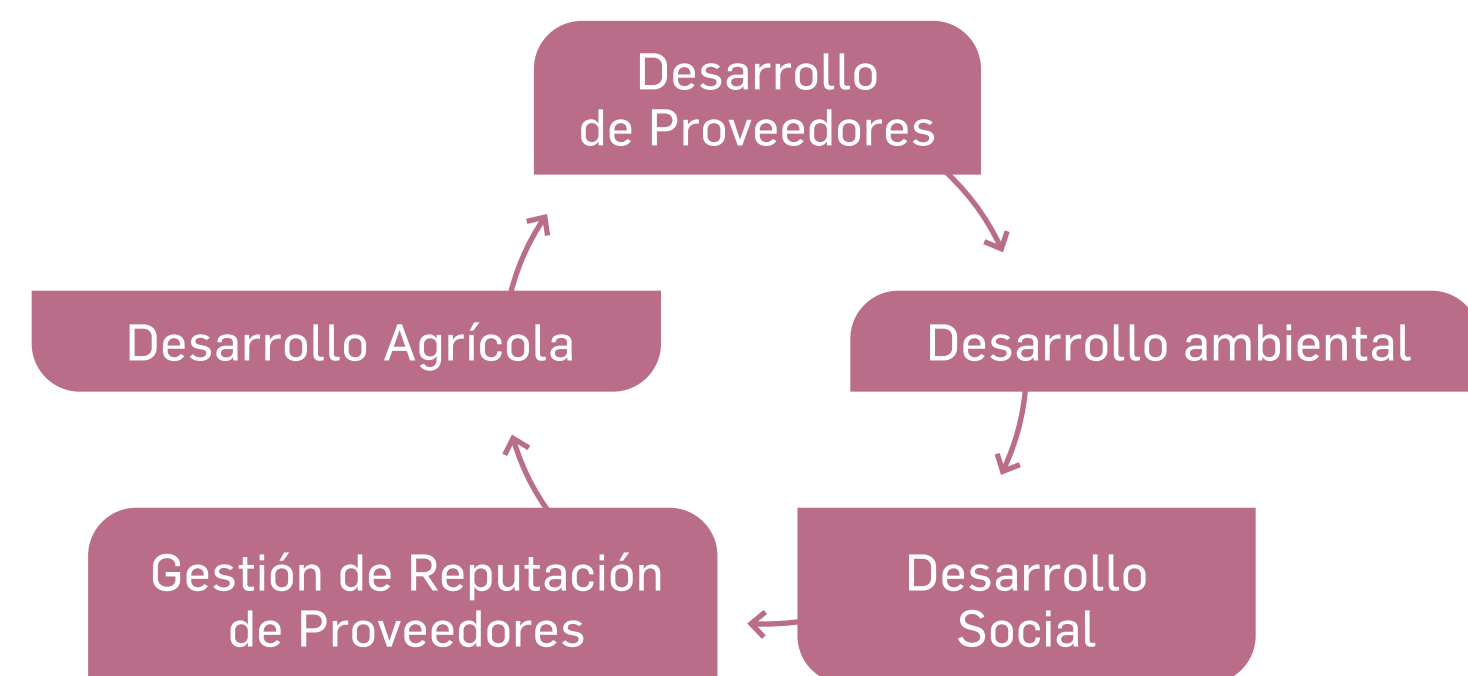 Desarrollo
de Proveedores
Desarrollo Agrícola
Desarrollo ambiental
Gestión de Reputación
de Proveedores
Desarrollo
Social